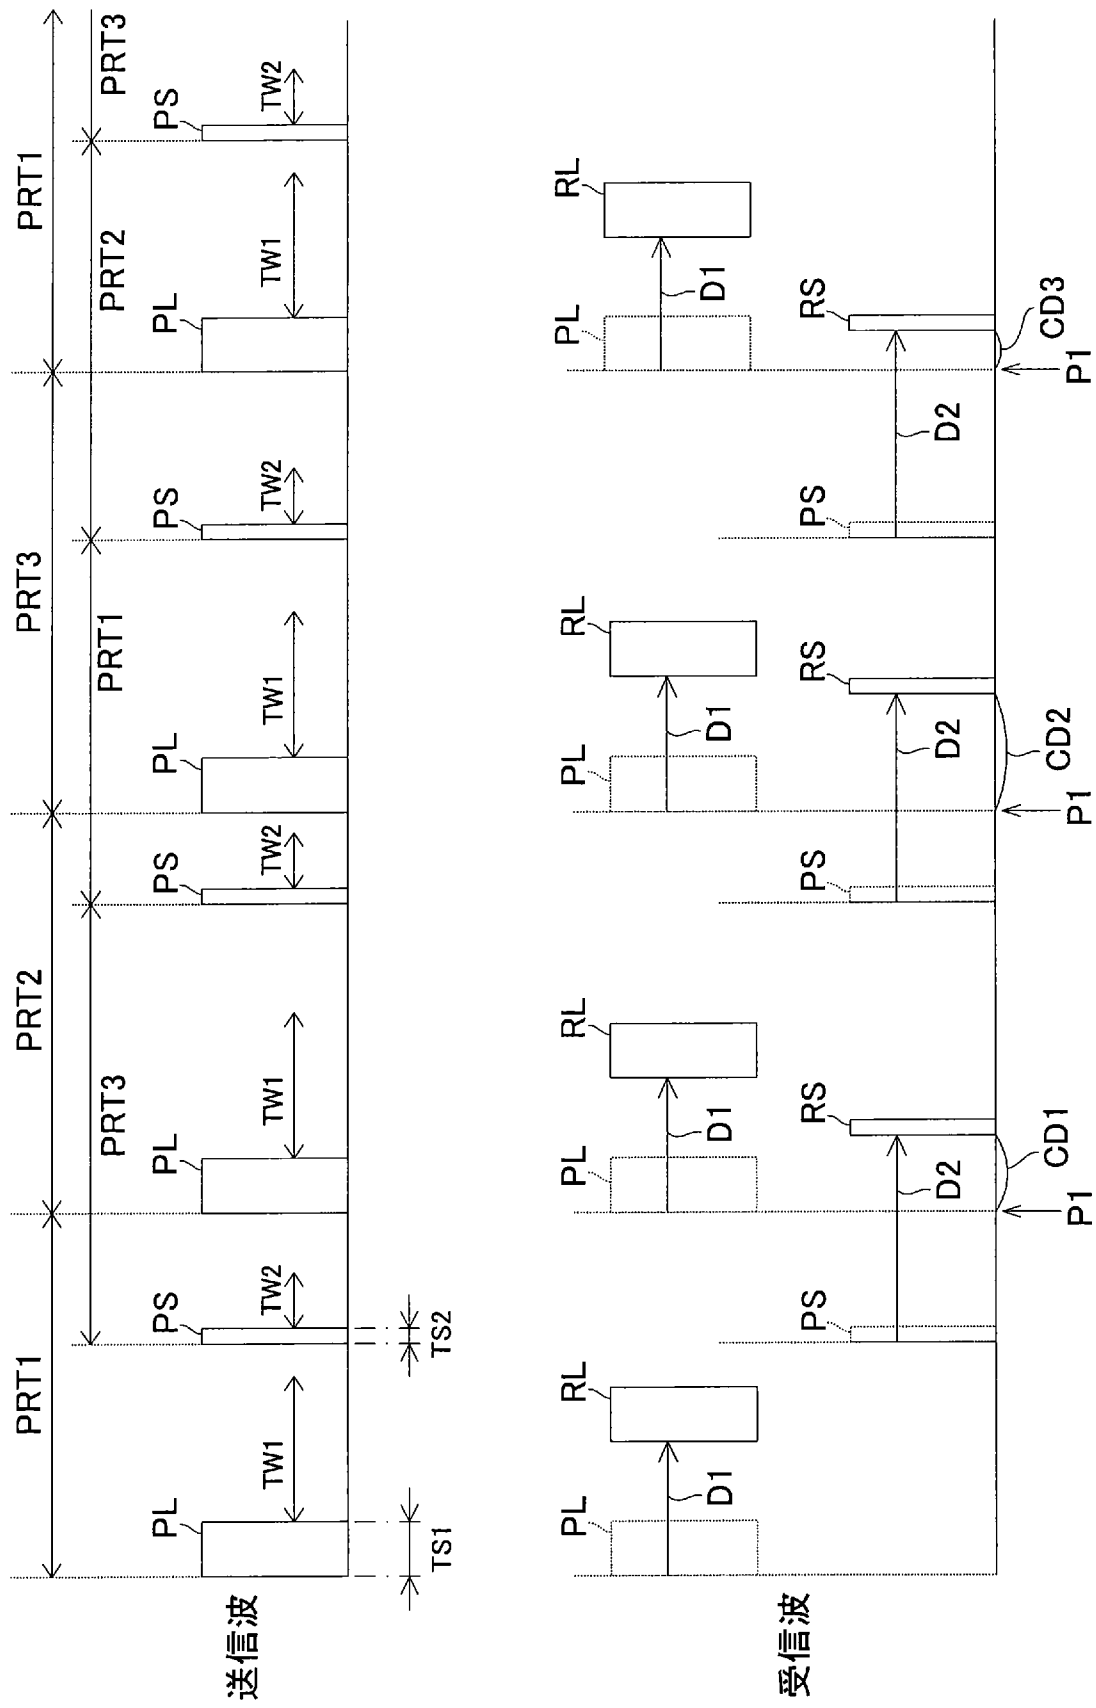 PRT1
PRT2
PRT3
PRT1
PRT3
PRT1
PRT2
PRT3
PL
PS
PL
PS
PL
PS
PL
PS
TW1
TW2
TW1
TW2
TW1
TW2
TW1
TW2
送信波
TS1
TS2
PL
RL
PL
RL
PL
RL
PL
RL
D1
D1
D1
D1
PS
RS
PS
RS
PS
RS
D2
D2
D2
受信波
P1
CD1
P1
CD2
P1
CD3